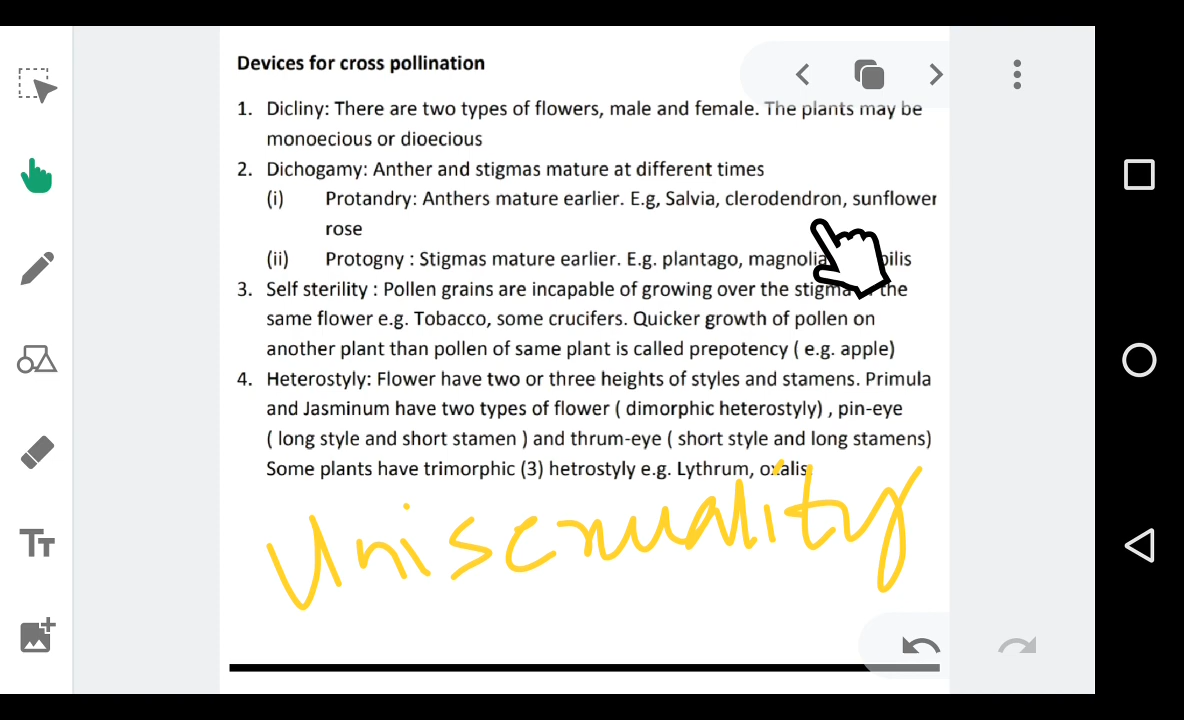 Devices for cross pollination
1. Dicliny: There are two types of flowers, male and female. The plants may be
monoecious or dioecious
2. Dichogamy: Anther and stigmas mature at different times
(i) Protandry: Anthers mature earlier. E.g, Salvia, clerodendron, sunflower
rose
(ii) Protogny : Stigmas mature earlier. E.g. plantago, magnolia
3. Self sterility : Pollen grains are incapable of growing over the stigma the
same flower e.g. Tobacco, some crucifers. Quicker growth of pollen on
another plant than pollen of same plant is called prepotency ( e.g. apple)
4. Heterostyly: Flower have two or three heights of styles and stamens. Primula
and Jasminum have two types of flower ( dimorphic heterostyly) , pin-eye
( long style and short stamen ) and thrum-eye ( short style and long stamens)
Some plants have trimorphic (3) hetrostyly e.g. Lythrum, oxalis
Unisexuality
TT